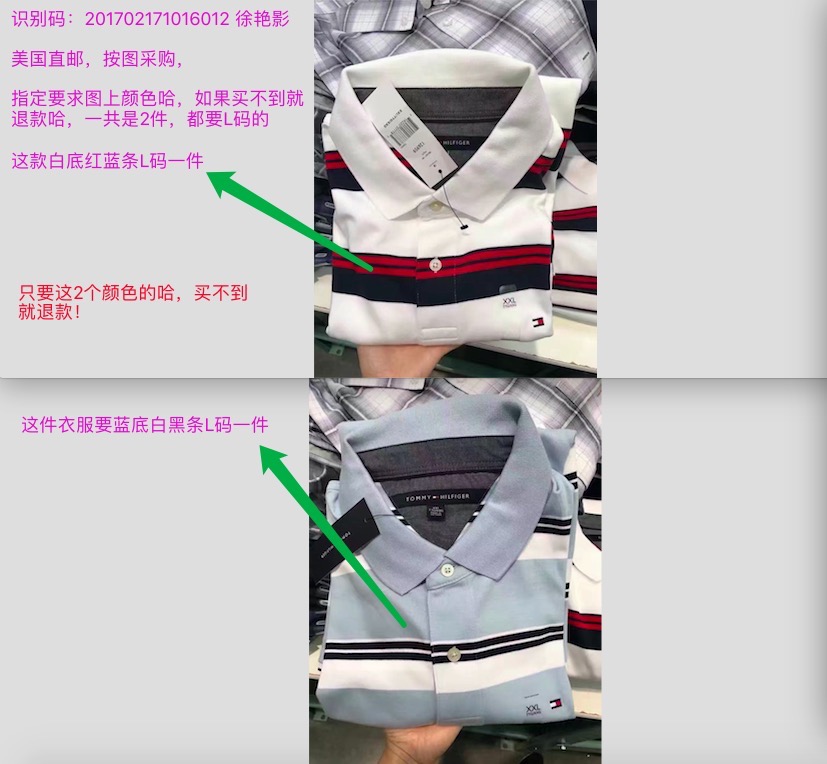 识别码：201702171016012 徐艳影
美国直邮，按图采购，
指定要求图上颜色哈，如果买不到就
退款哈，一共是2件，都要L码的
这款白底红蓝条L码一件
HILFIGER
XXL
只要这2个颜色的哈，买不到
就退款！
这件衣服要蓝底白黑条L码一件
TOMMY HILFIGER
XXL